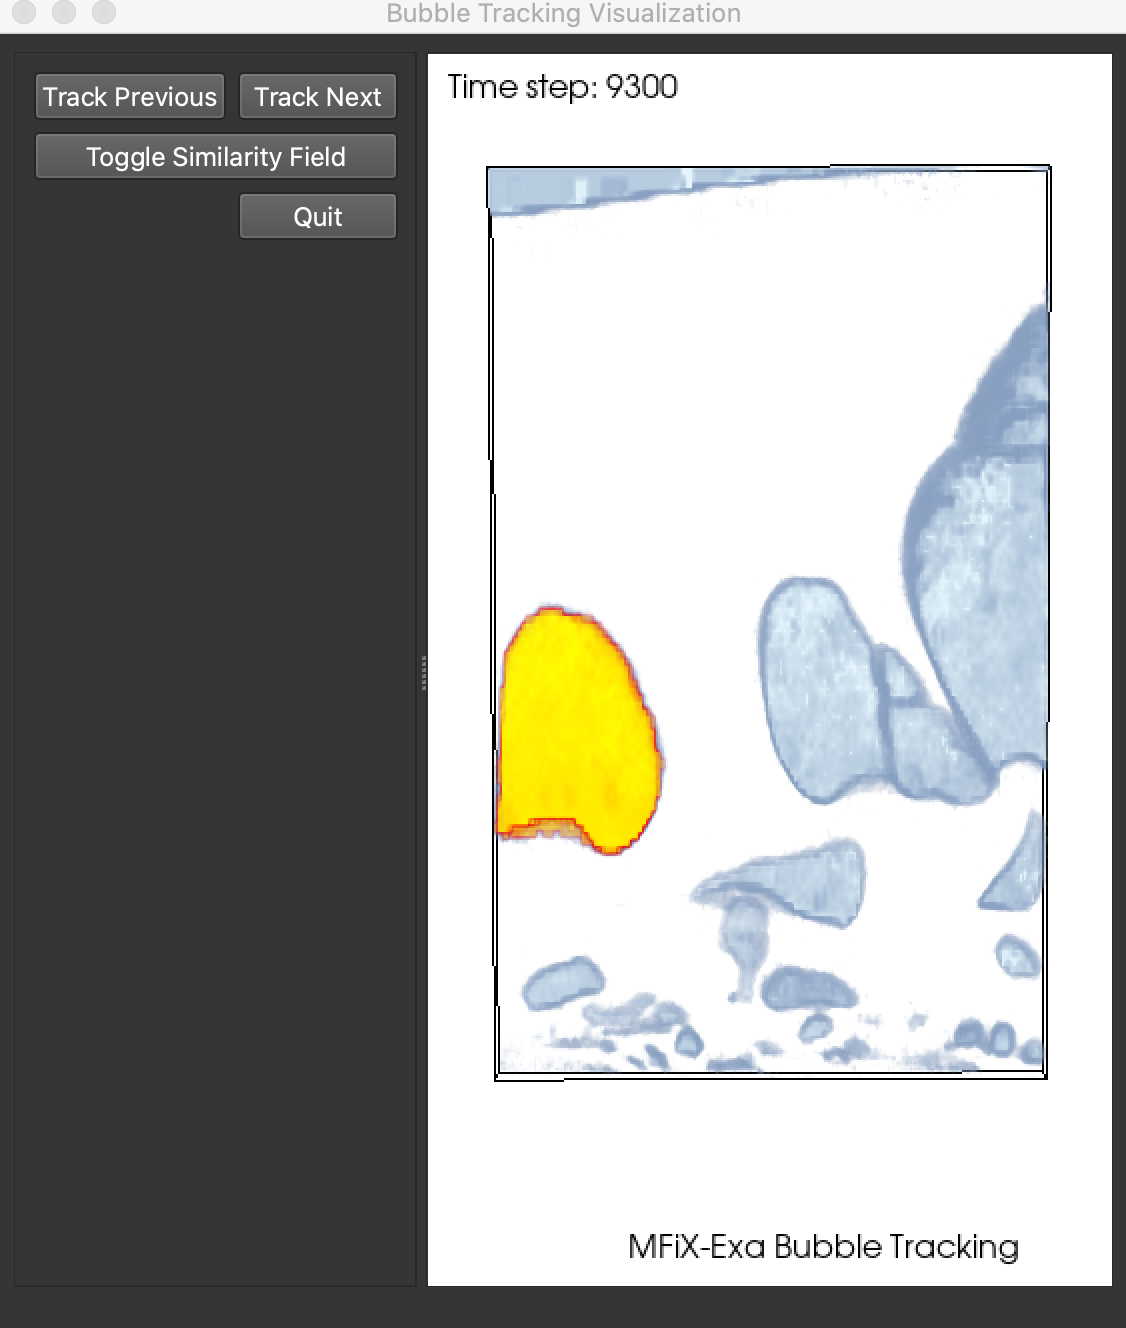 Bubble Tracking Visualization
Track Previous
Track Next
Toggle Similarity Field
Quit
Time step: 9300
MFiX-Exa Bubble Tracking